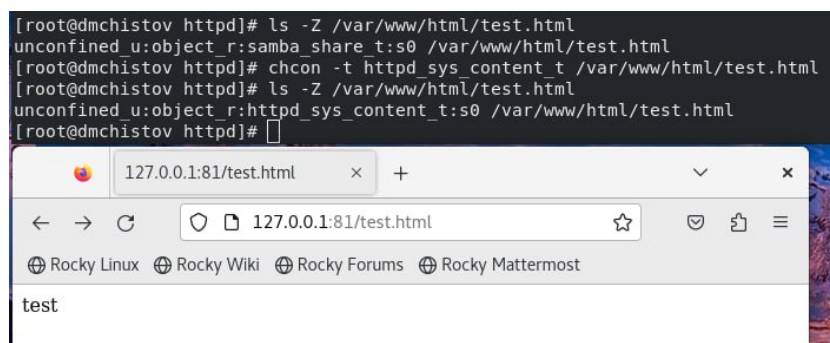 [root@dmchistov httpd]# ls -Z /var/www/html/test.html
unconfined_u:object_r:samba_share_t:s0 /var/www/html/test.html
[root@dmchistov httpd]# chcon -t httpd_sys_content_t /var/www/html/test.html
[root@dmchistov httpd]# ls -Z /var/www/html/test.html
unconfined_u:object_r:httpd_sys_content_t:s0 /var/www/html/test.html
[root@dmchistov httpd]#
127.0.0.1:81/test.html
127.0.0.1:81/test.html
Rocky Linux Rocky Wiki Rocky Forums Rocky Mattermost
test